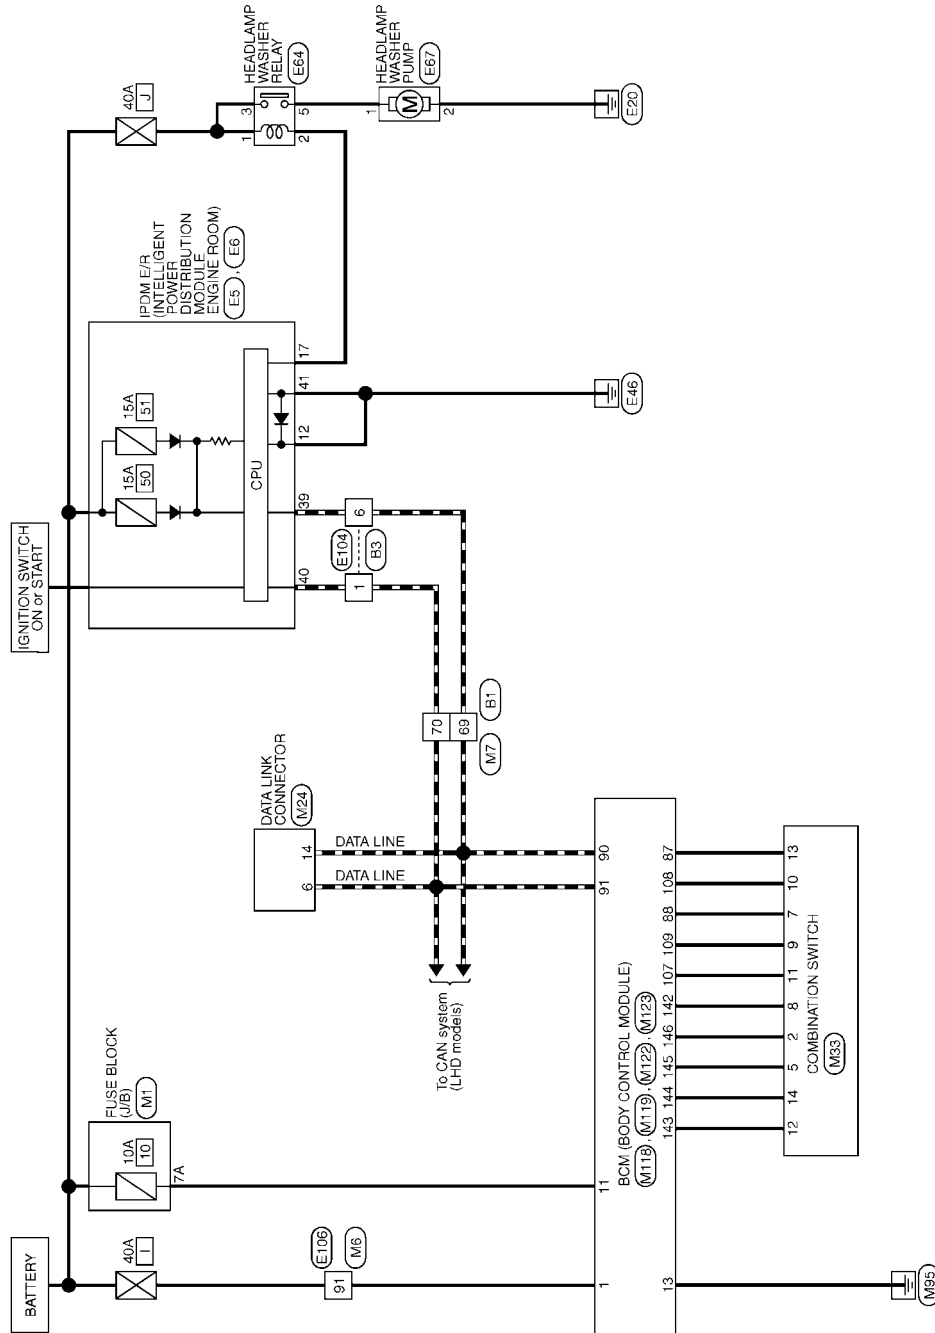 BATTERY
IGNITION SWITCH
ON or START
40A
I
E106
M6
91
FUSE BLOCK
(J/B)
M1
10A
10
7A
15A
50
15A
51
IPDM E/R
(INTELLIGENT
POWER
DISTRIBUTION
MODULE
ENGINE ROOM)
E5 , E6
CPU
40
39
12
41
17
40A
J
HEADLAMP
WASHER
RELAY
E64
1
3
2
5
HEADLAMP
WASHER
PUMP
E67
1
M
2
E20
E46
1
6
E104
B3
DATA LINK
CONNECTOR
M24
6
14
DATA LINE
DATA LINE
70
69
M7
B1
To CAN system
(LHD models)
1
11
91
90
BCM (BODY CONTROL MODULE)
M118 , M119 , M122 , M123
13
143
144
145
146
142
107
109
88
108
87
12
14
5
2
8
11
9
7
10
13
COMBINATION SWITCH
M33
M95